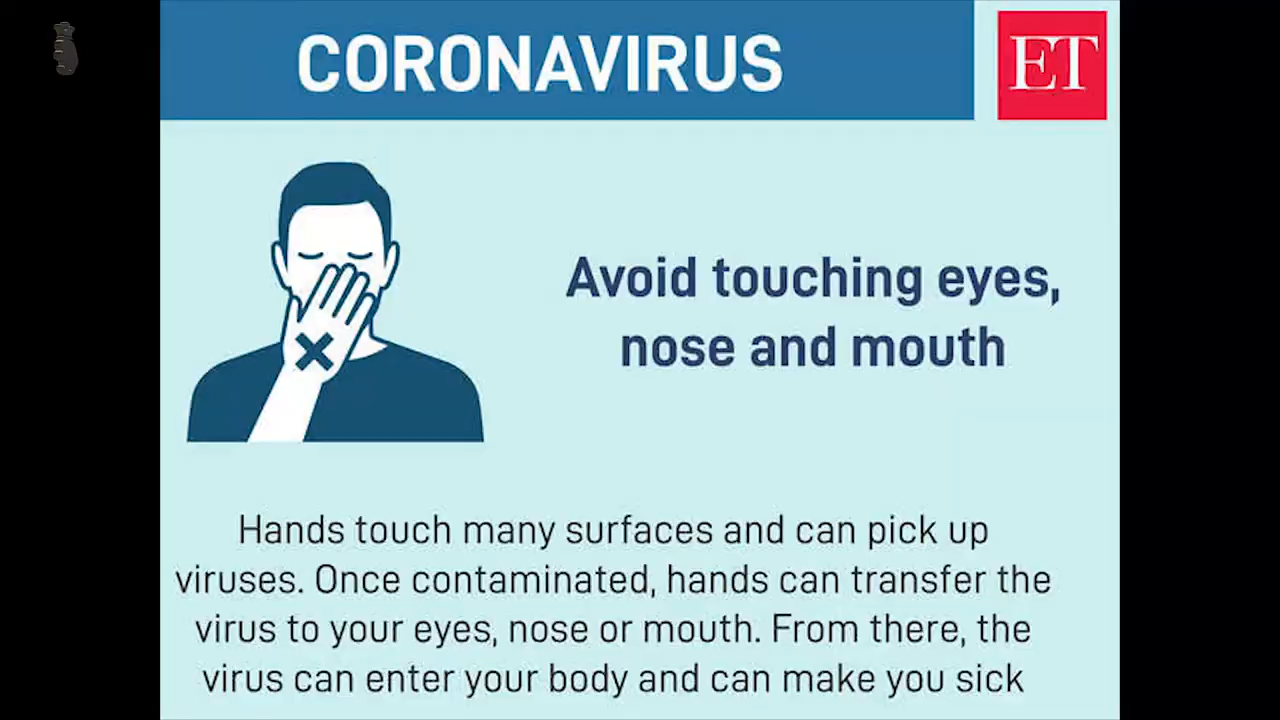 CORONAVIRUS
ET
Avoid touching eyes,
nose and mouth
Hands touch many surfaces and can pick up
viruses. Once contaminated, hands can transfer the
virus to your eyes, nose or mouth. From there, the
virus can enter your body and can make you sick